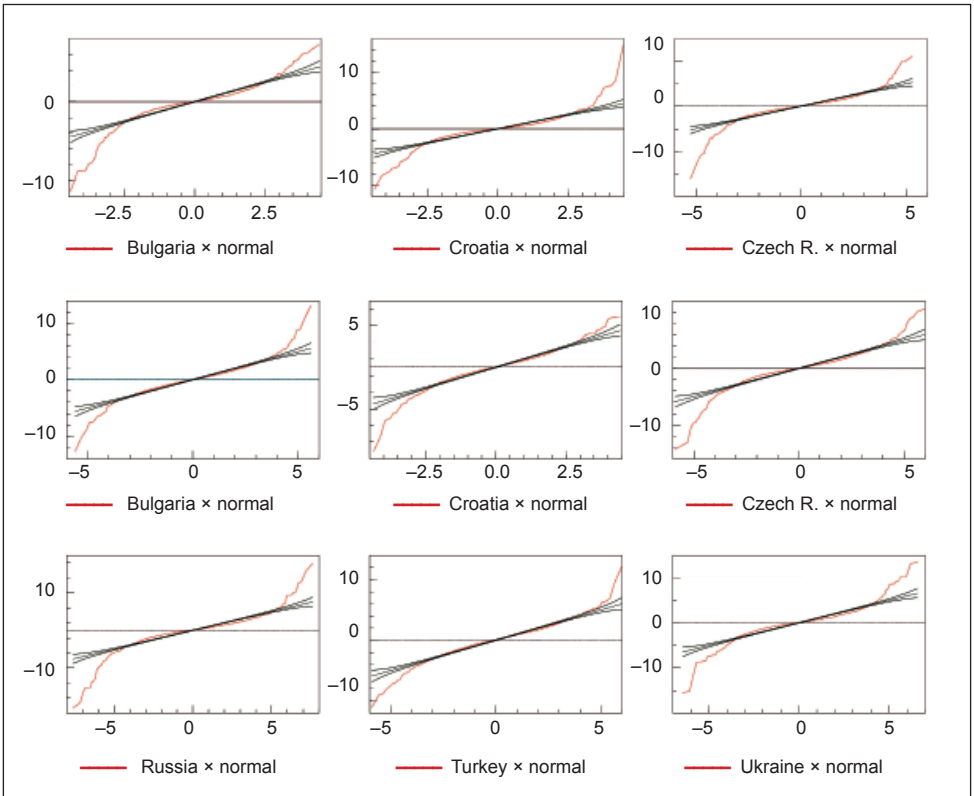 10
10
0
0
0
–10
–10
–10
–2.5 0.0 2.5
–2.5 0.0 2.5
–5 0 5
Bulgaria × normal
Croatia × normal
Czech R. × normal
10
5
10
0
0
–5
–10
–10
–5 0 5
–2.5 0.0 2.5
–5 0 5
Bulgaria × normal
Croatia × normal
Czech R. × normal
10
10
10
0
0
–10
–10
–10
–5 0 5
–5 0 5
–5 0 5
Russia × normal
Turkey × normal
Ukraine × normal